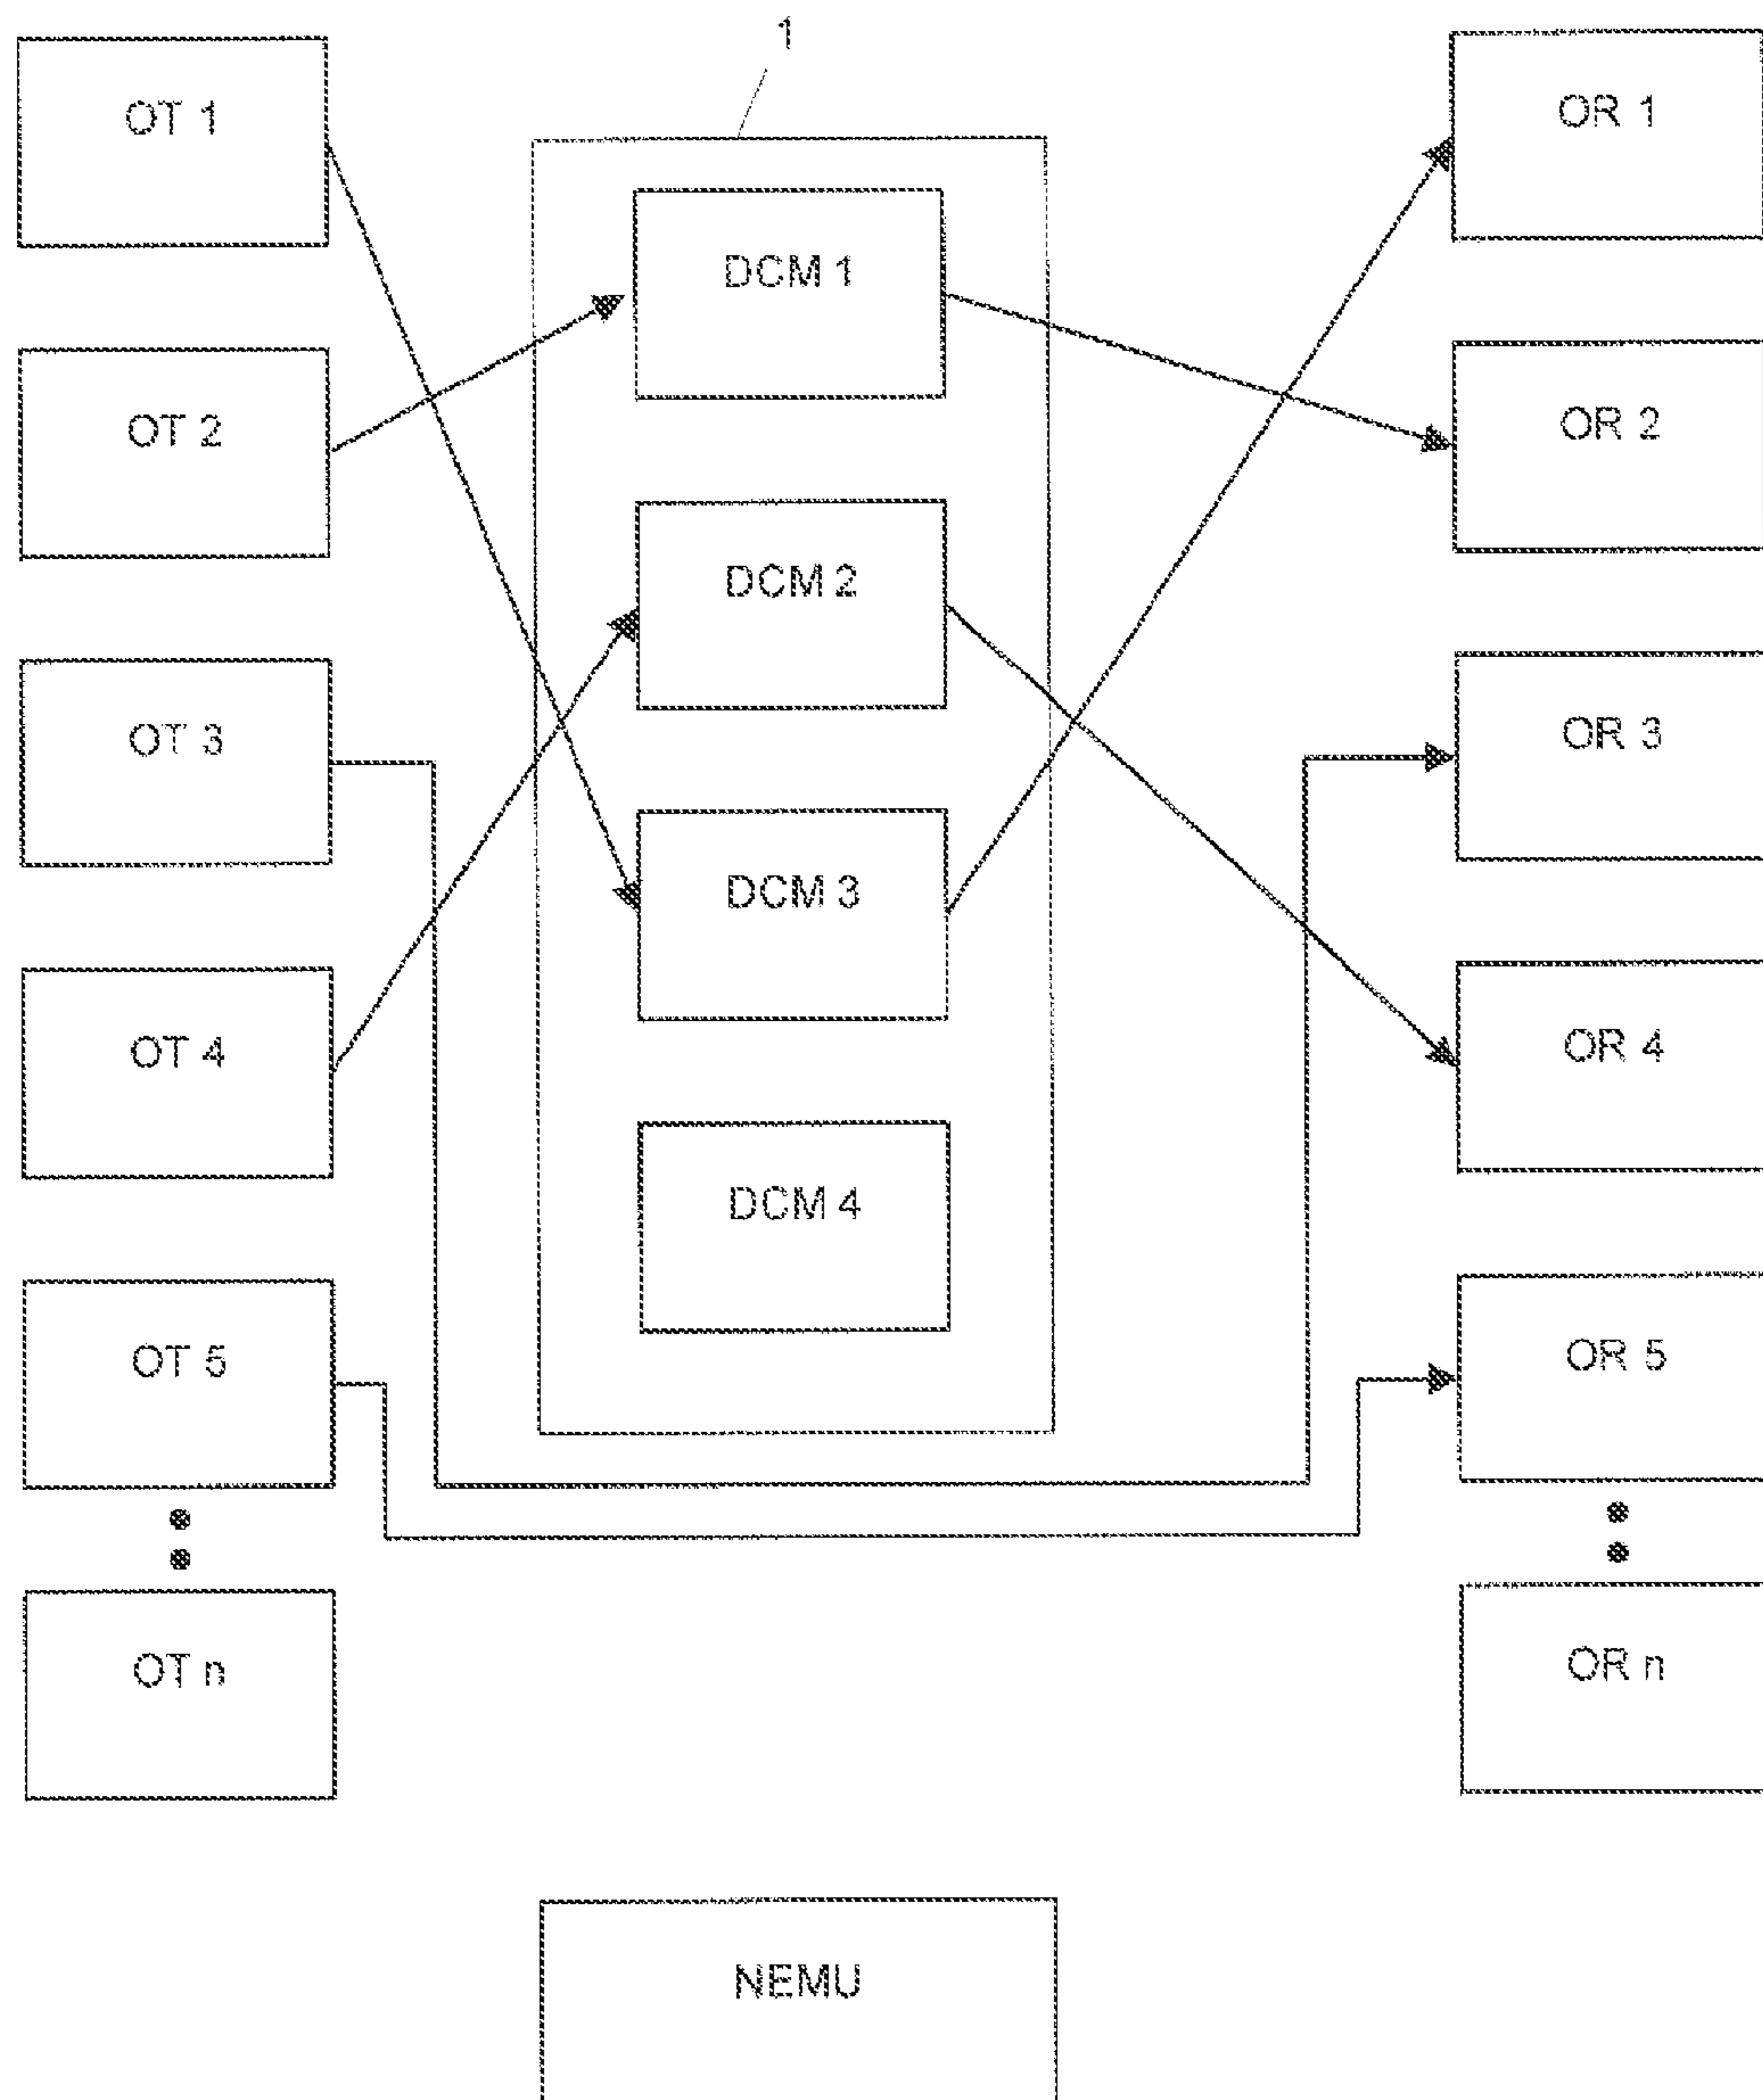 1
OT 1
OR 1
DCM 1
OT 2
OR 2
DCM 2
OT 3
OR 3
DCM 3
OT 4
OR 4
DCM 4
OT 5
OR 5
OT n
OR n
NEMU